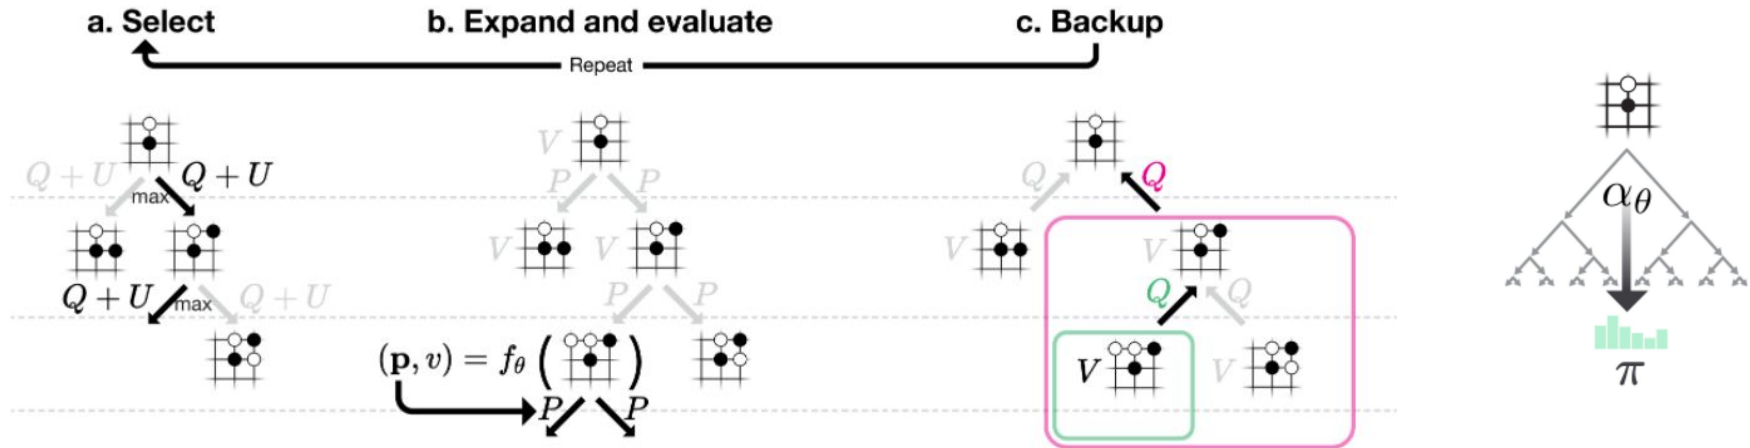 a. Select
b. Expand and evaluate
c. Backup
Repeat
Q + U
max
Q + U
Q + U
max
Q + U
V
P
P
V
V
P
P
(p, v) = f_θ ( )
P
P
Q
Q
V
V
Q
Q
V
V
α_θ
π